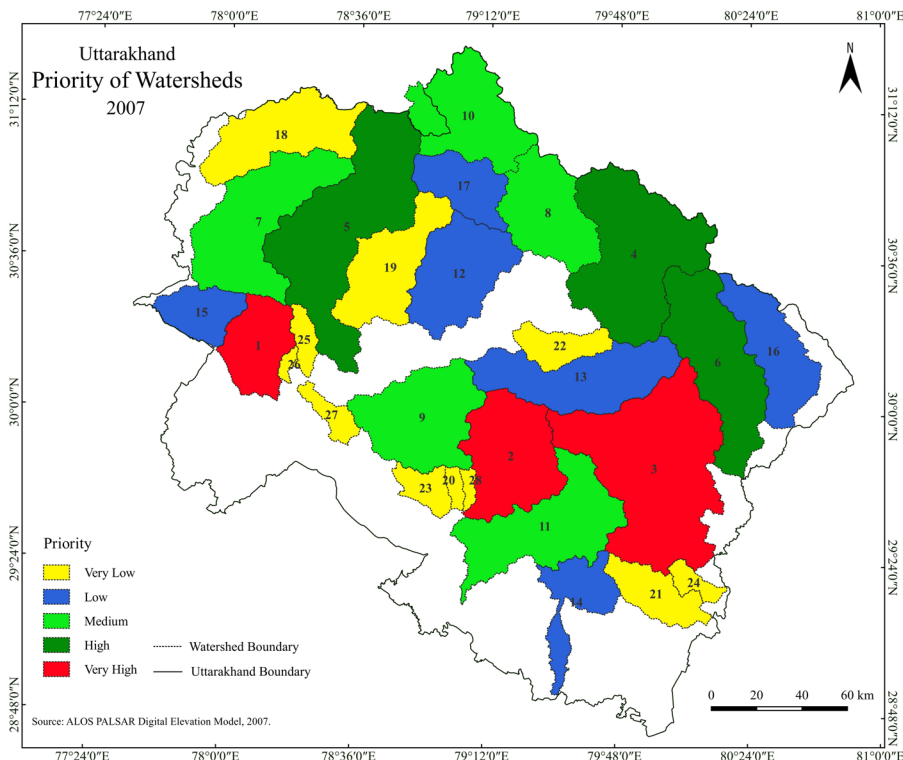 77°24'0"E 78°0'0"E 78°36'0"E 79°12'0"E 79°48'0"E 80°24'0"E 81°0'0"E
Uttarakhand
Priority of Watersheds
2007
N
31°12'0"N
31°12'0"N
10
18
17
8
7
5
4
30°36'0"N
30°36'0"N
19
12
15
25
1
22
16
26
6
13
27
9
30°0'0"N
30°0'0"N
2
3
23
20
28
11
29°24'0"N
29°24'0"N
24
21
14
Priority
Very Low
Low
Medium
High
Very High
Watershed Boundary
Uttarakhand Boundary
0 20 40 60 km
28°48'0"N
28°48'0"N
Source: ALOS PALSAR Digital Elevation Model, 2007.
77°24'0"E 78°0'0"E 78°36'0"E 79°12'0"E 79°48'0"E 80°24'0"E 81°0'0"E